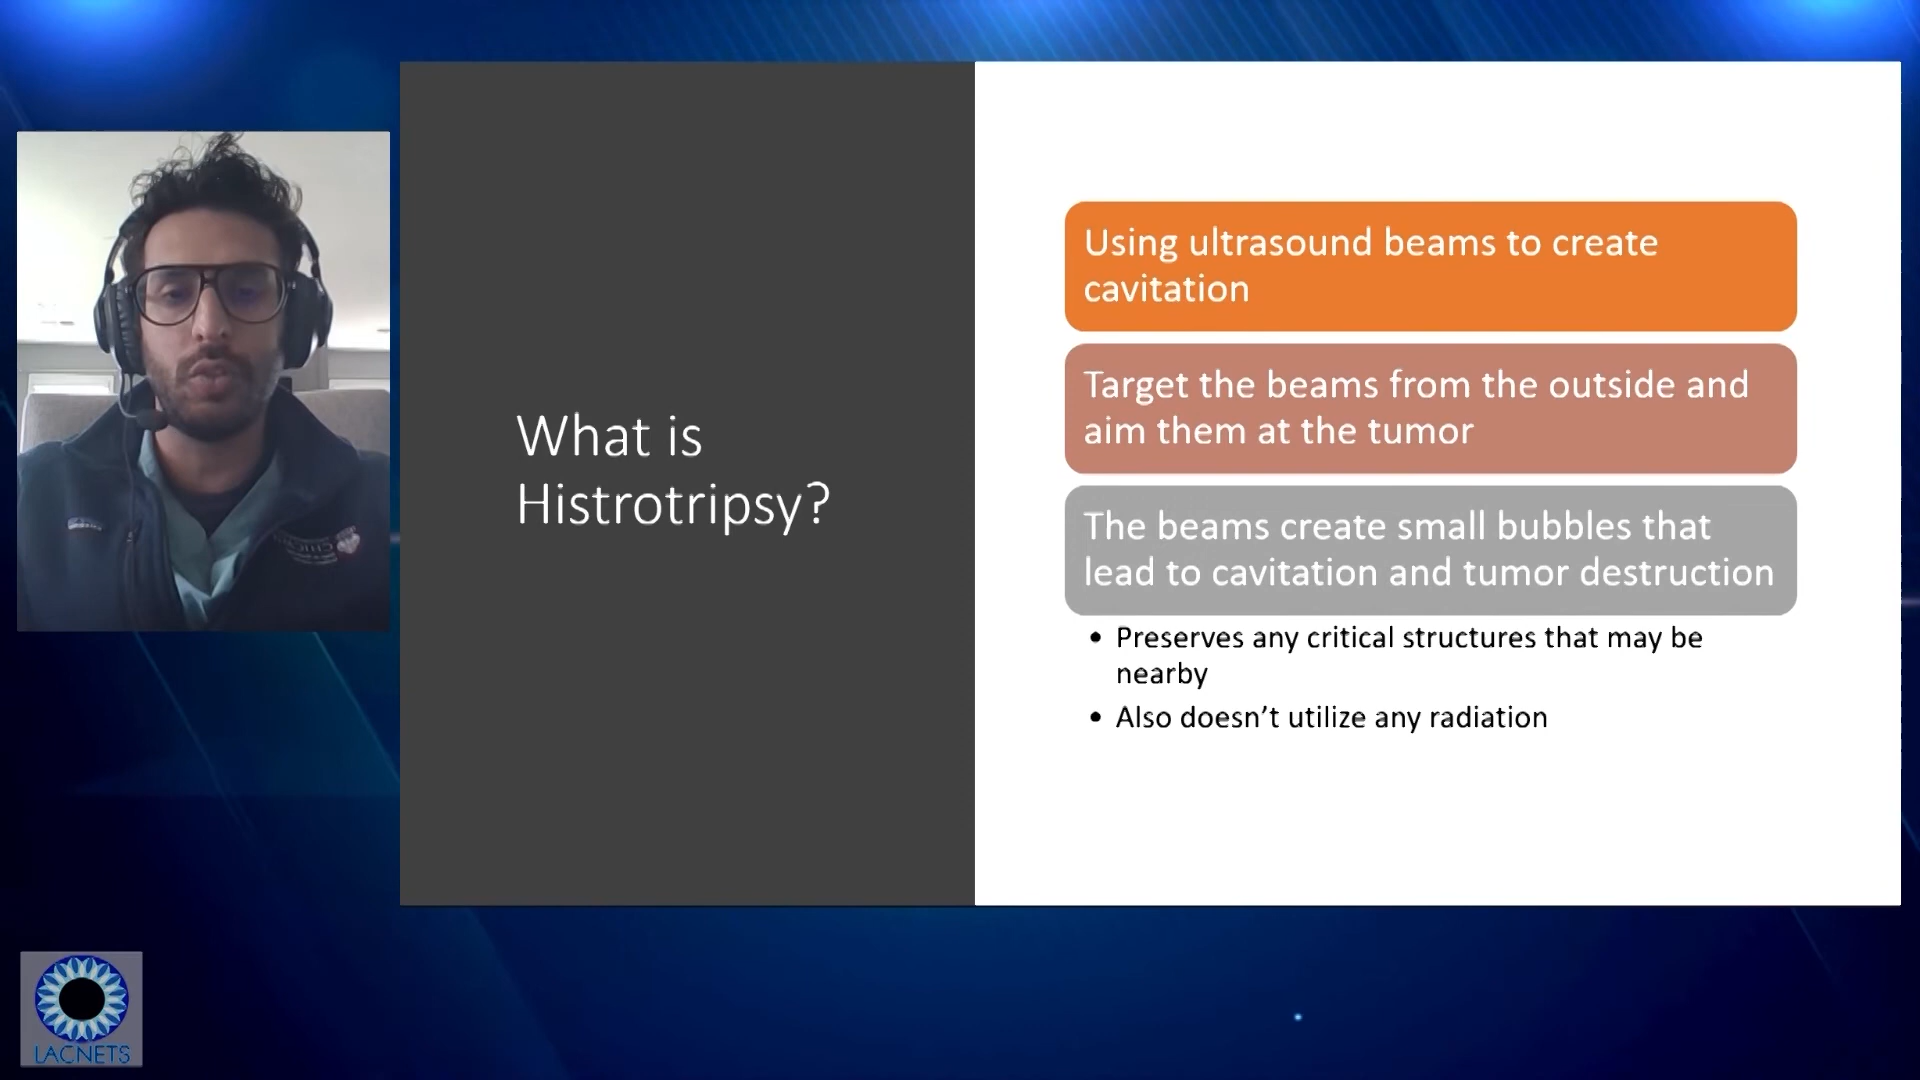 What is
Histrotripsy?
Using ultrasound beams to create
cavitation
Target the beams from the outside and
aim them at the tumor
The beams create small bubbles that
lead to cavitation and tumor destruction
• Preserves any critical structures that may be
nearby
• Also doesn’t utilize any radiation
LACNETS